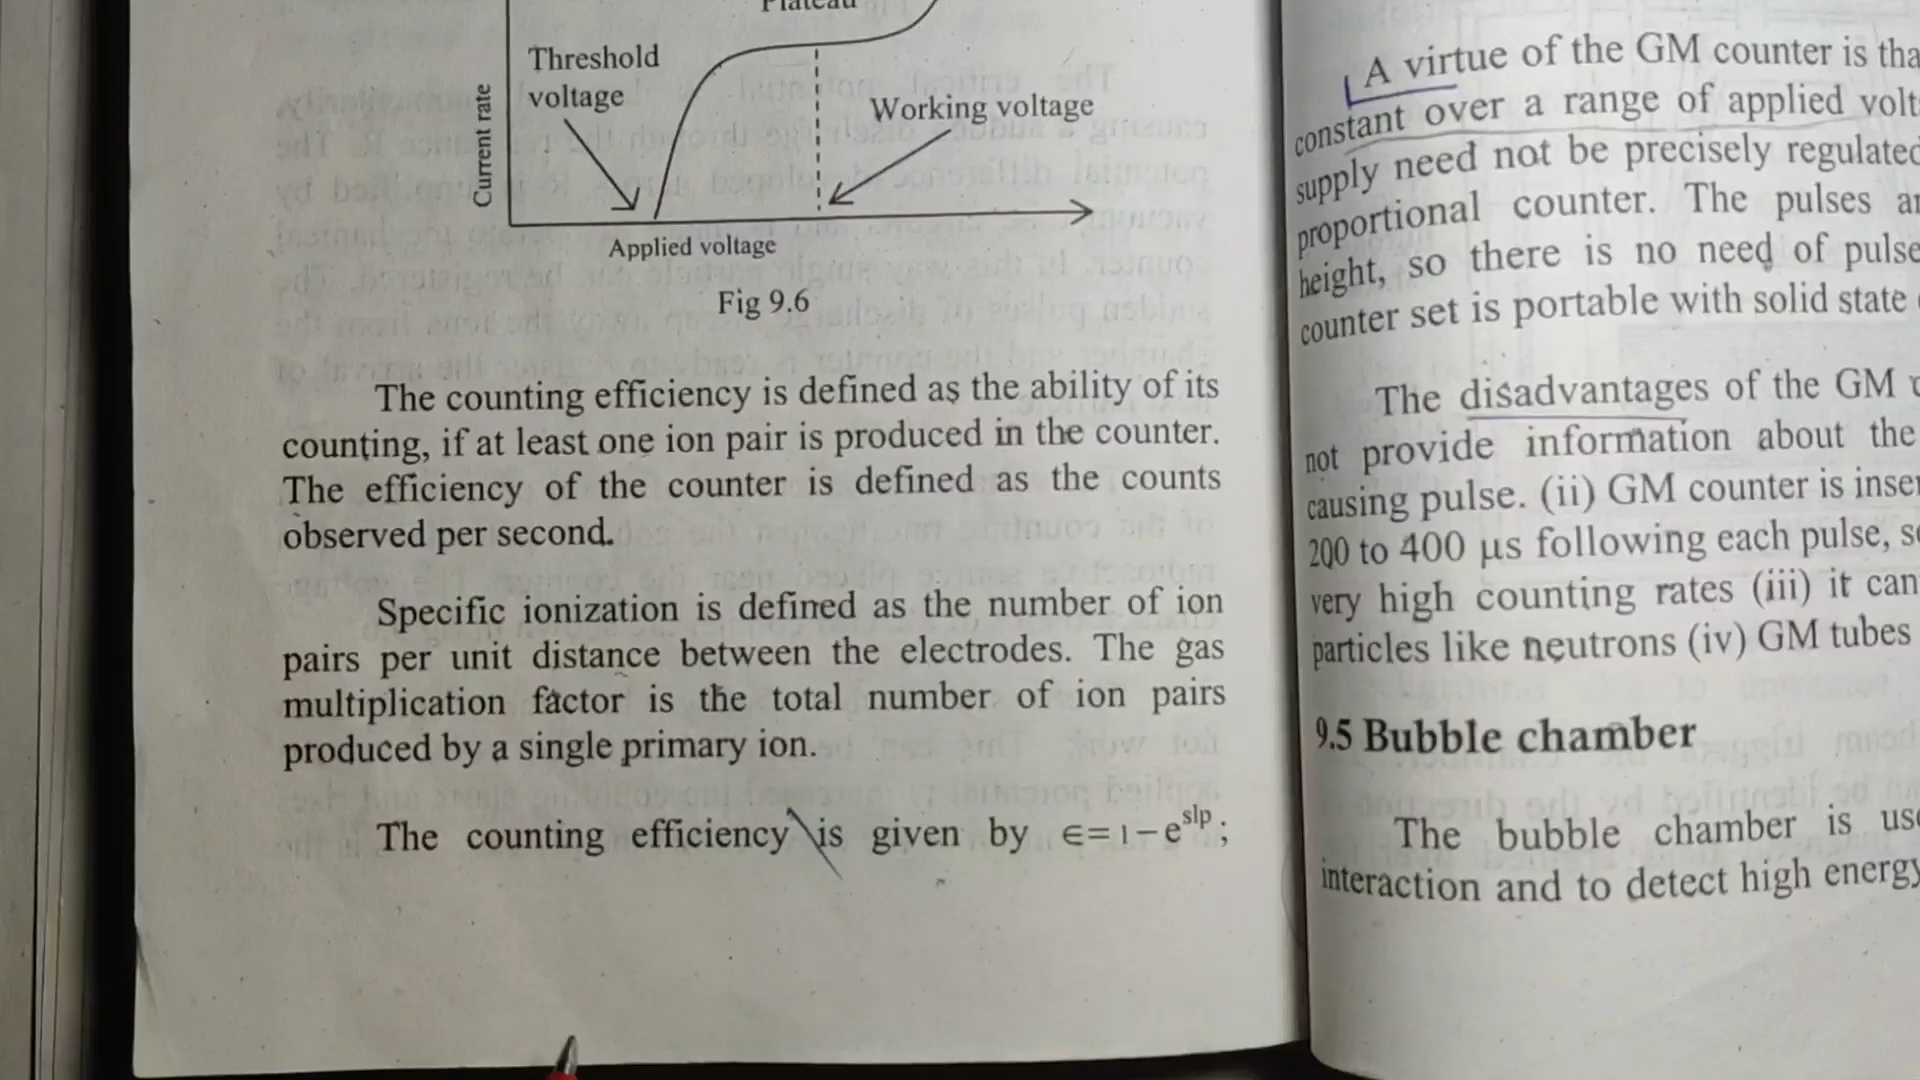 Plateau
Threshold
voltage
Working voltage
Current rate
Applied voltage
Fig 9.6
The counting efficiency is defined as the ability of its
counting, if at least one ion pair is produced in the counter.
The efficiency of the counter is defined as the counts
observed per second.
Specific ionization is defined as the number of ion
pairs per unit distance between the electrodes. The gas
multiplication factor is the total number of ion pairs
produced by a single primary ion.
The counting efficiency is given by ∈=1−e^slp;
A virtue of the GM counter is tha
constant over a range of applied volt
supply need not be precisely regulated
proportional counter. The pulses ar
height, so there is no need of pulse
counter set is portable with solid state
The disadvantages of the GM
not provide information about the
causing pulse. (ii) GM counter is inser
200 to 400 μs following each pulse, so
very high counting rates (iii) it can
particles like neutrons (iv) GM tubes
9.5 Bubble chamber
The bubble chamber is use
interaction and to detect high energy